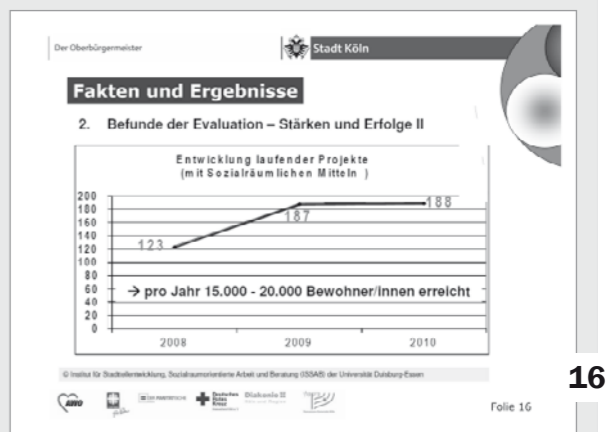 Der Oberbürgermeister
Stadt Köln
Fakten und Ergebnisse
2. Befunde der Evaluation – Stärken und Erfolge II
Entwicklung laufender Projekte
(mit Sozialräumlichen Mitteln )
200
180
160
140
120
100
80
60
40
20
0
123
187
188
→ pro Jahr 15.000 - 20.000 Bewohner/innen erreicht
2008 2009 2010
© Institut für Stadtteilentwicklung, Sozialraumorientierte Arbeit und Beratung (ISSAB) der Universität Duisburg-Essen
AWO
DER PARITÄTISCHE
Deutsches
Rotes
Kreuz
Diakonie
Folie 16
16